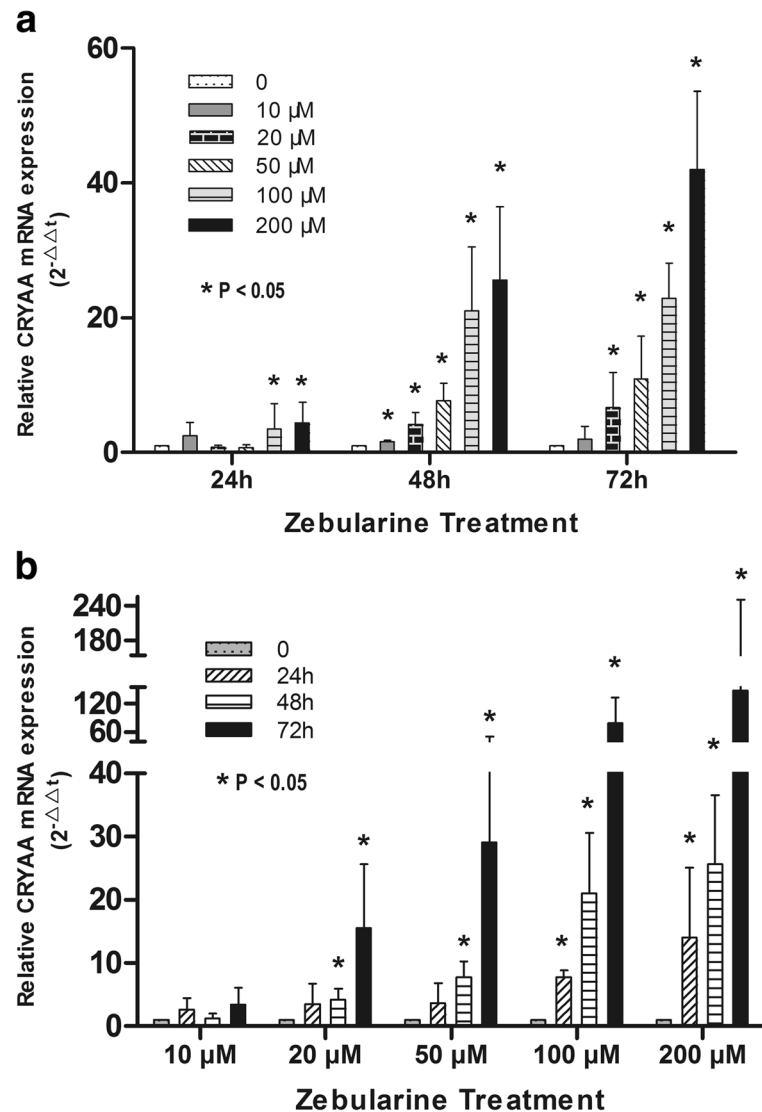 a
Relative CRYAA mRNA expression
(2-△△t)
60
40
20
0
0
10 µM
20 µM
50 µM
100 µM
200 µM
* P < 0.05
* * * * * * * * * * *
24h 48h 72h
Zebularine Treatment
b
Relative CRYAA mRNA expression
(2-△△t)
240
180
120
60
40
30
20
10
0
0
24h
48h
72h
* P < 0.05
* * * * * * * * * *
10 µM 20 µM 50 µM 100 µM 200 µM
Zebularine Treatment